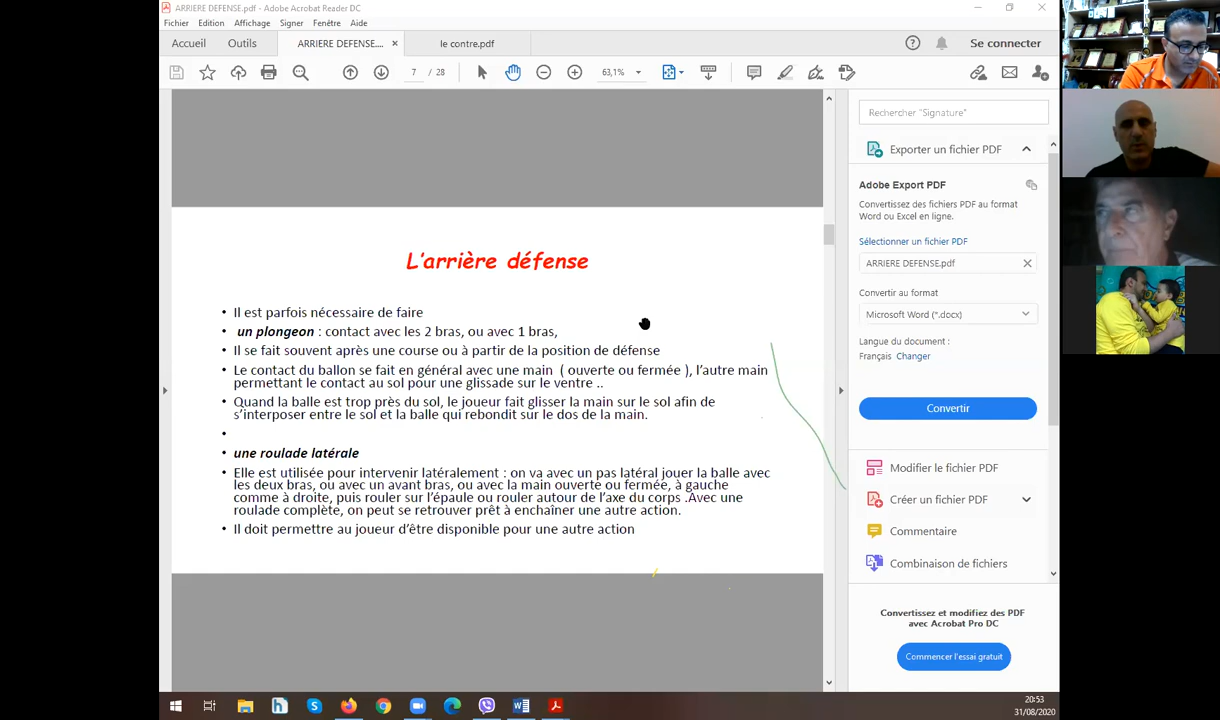 ARRIERE DEFENSE.pdf - Adobe Acrobat Reader DC
Fichier Edition Affichage Signer Fenêtre Aide
Accueil Outils ARRIERE DEFENSE.... × le contre.pdf Se connecter
7 / 28 63,1%
L'arrière défense
• Il est parfois nécessaire de faire
• un plongeon : contact avec les 2 bras, ou avec 1 bras,
• Il se fait souvent après une course ou à partir de la position de défense
• Le contact du ballon se fait en général avec une main ( ouverte ou fermée ), l'autre main
permettant le contact au sol pour une glissade sur le ventre ..
• Quand la balle est trop près du sol, le joueur fait glisser la main sur le sol afin de
s'interposer entre le sol et la balle qui rebondit sur le dos de la main.
•
• une roulade latérale
• Elle est utilisée pour intervenir latéralement : on va avec un pas latéral jouer la balle avec
les deux bras, ou avec un avant bras, ou avec la main ouverte ou fermée, à gauche
comme à droite, puis rouler sur l'épaule ou rouler autour de l'axe du corps .Avec une
roulade complète, on peut se retrouver prêt à enchaîner une autre action.
• Il doit permettre au joueur d'être disponible pour une autre action
Rechercher "Signature"
Exporter un fichier PDF
Adobe Export PDF
Convertissez des fichiers PDF au format
Word ou Excel en ligne.
Sélectionner un fichier PDF
ARRIERE DEFENSE.pdf
Convertir au format
Microsoft Word (*.docx)
Langue du document :
Français Changer
Convertir
Modifier le fichier PDF
Créer un fichier PDF
Commentaire
Combinaison de fichiers
Convertissez et modifiez des PDF
avec Acrobat Pro DC
Commencer l'essai gratuit
20:53
31/08/2020